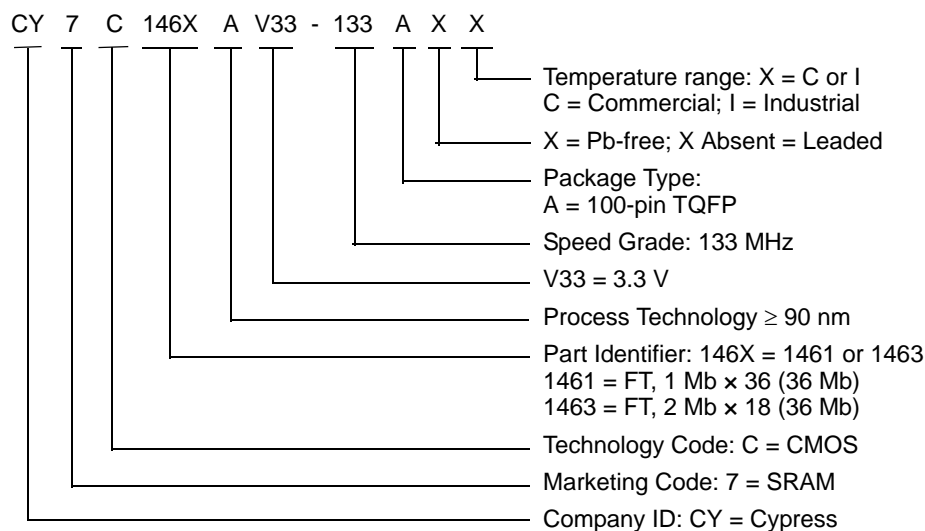 CY 7 C 146X A V33 - 133 A X X
Temperature range: X = C or I
C = Commercial; I = Industrial
X = Pb-free; X Absent = Leaded
Package Type:
A = 100-pin TQFP
Speed Grade: 133 MHz
V33 = 3.3 V
Process Technology ≥ 90 nm
Part Identifier: 146X = 1461 or 1463
1461 = FT, 1 Mb × 36 (36 Mb)
1463 = FT, 2 Mb × 18 (36 Mb)
Technology Code: C = CMOS
Marketing Code: 7 = SRAM
Company ID: CY = Cypress